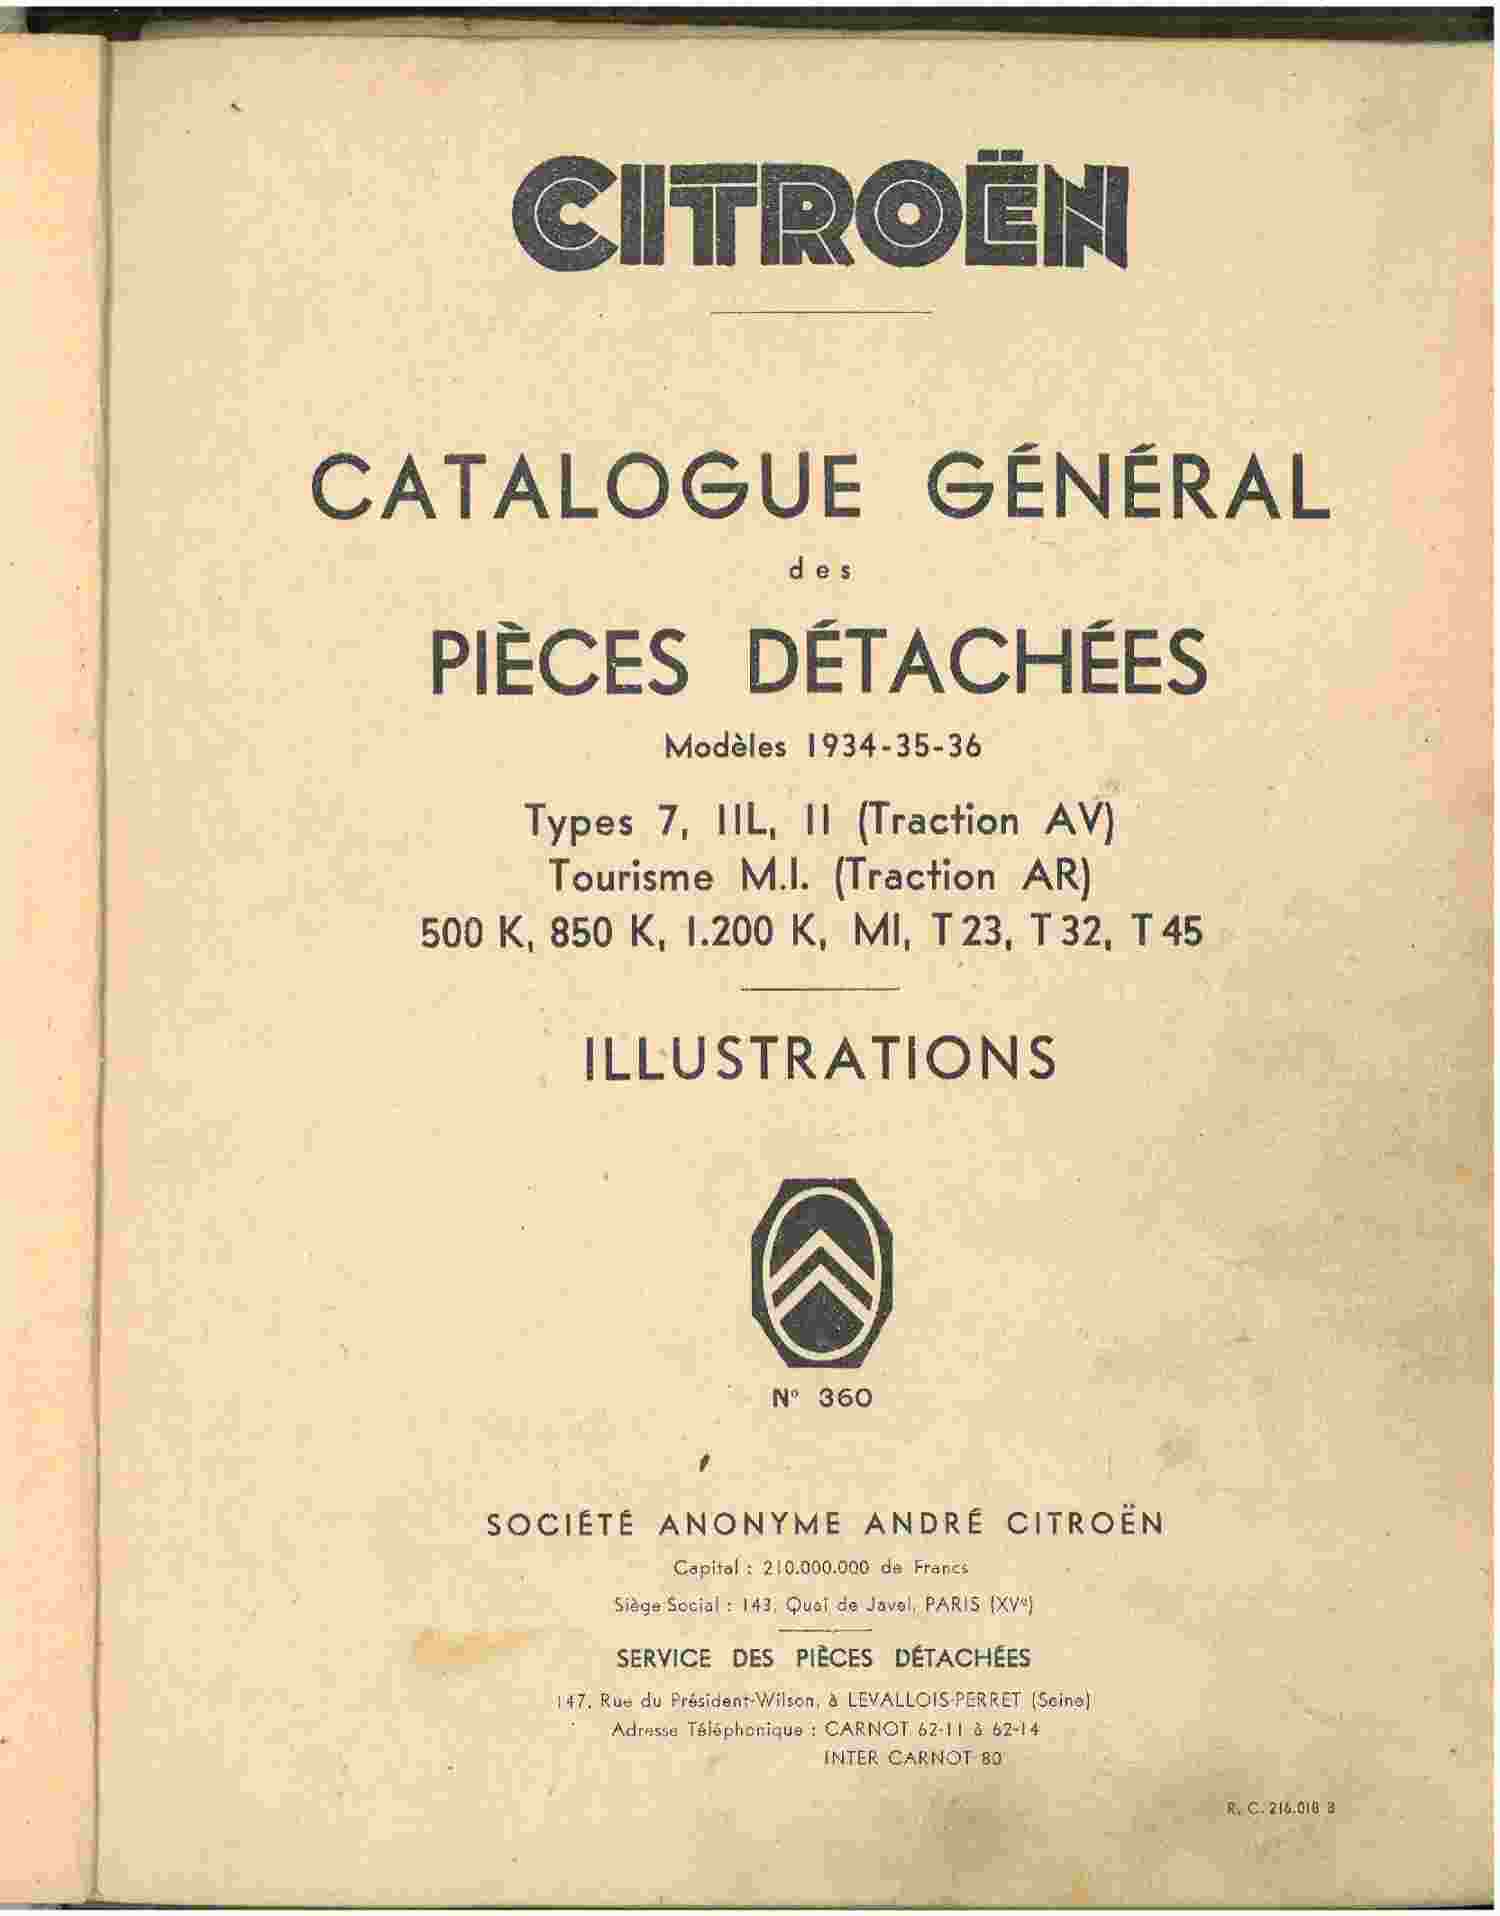 CITROËN
CATALOGUE GÉNÉRAL
des
PIÈCES DÉTACHÉES
Modèles 1934-35-36
Types 7, 11L, 11 (Traction AV)
Tourisme M.I. (Traction AR)
500 K, 850 K, 1.200 K, MI, T 23, T 32, T 45
ILLUSTRATIONS
N° 360
SOCIÉTÉ ANONYME ANDRÉ CITROËN
Capital : 210.000.000 de Francs
Siège Social : 143, Quai de Javel, PARIS (XVe)
SERVICE DES PIÈCES DÉTACHÉES
147, Rue du Président-Wilson, à LEVALLOIS-PERRET (Seine)
Adresse Téléphonique : CARNOT 62-11 à 62-14
INTER CARNOT 80
R. C. 216.018 B